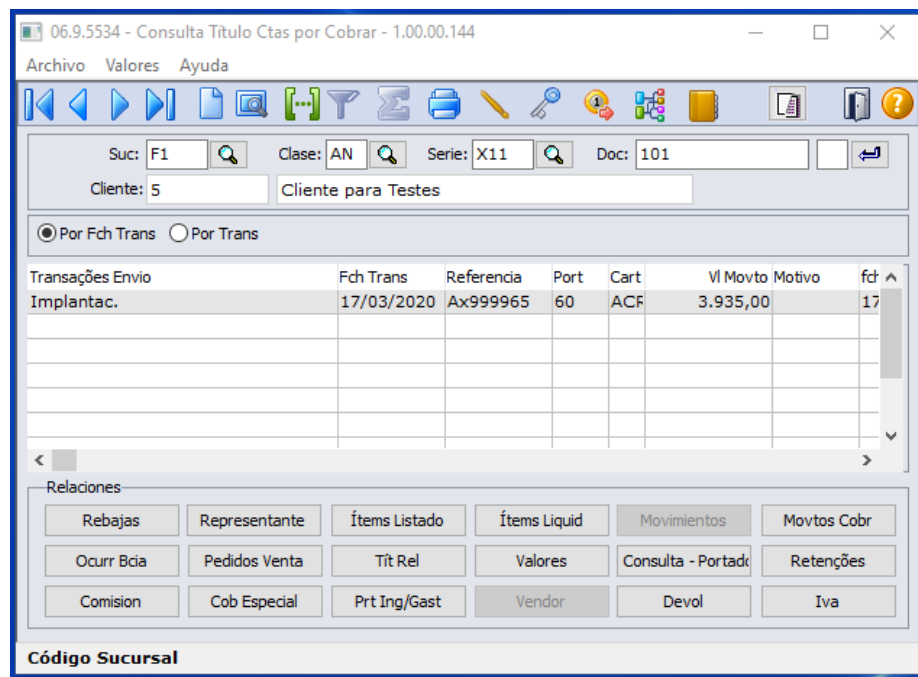 06.9.5534 - Consulta Título Ctas por Cobrar - 1.00.00.144
Archivo Valores Ayuda
Suc: F1 Clase: AN Serie: X11 Doc: 101
Cliente: 5 Cliente para Testes
Por Fch Trans Por Trans
Transações Envio Fch Trans Referencia Port Cart Vl Movto Motivo fch
Implantac. 17/03/2020 Ax999965 60 ACR 3.935,00 17
Relaciones
Rebajas Representante Ítems Listado Ítems Liquid Movimientos Movtos Cobr
Ocurr Bcia Pedidos Venta Tít Rel Valores Consulta - Portado Retenções
Comision Cob Especial Prt Ing/Gast Vendor Devol Iva
Código Sucursal